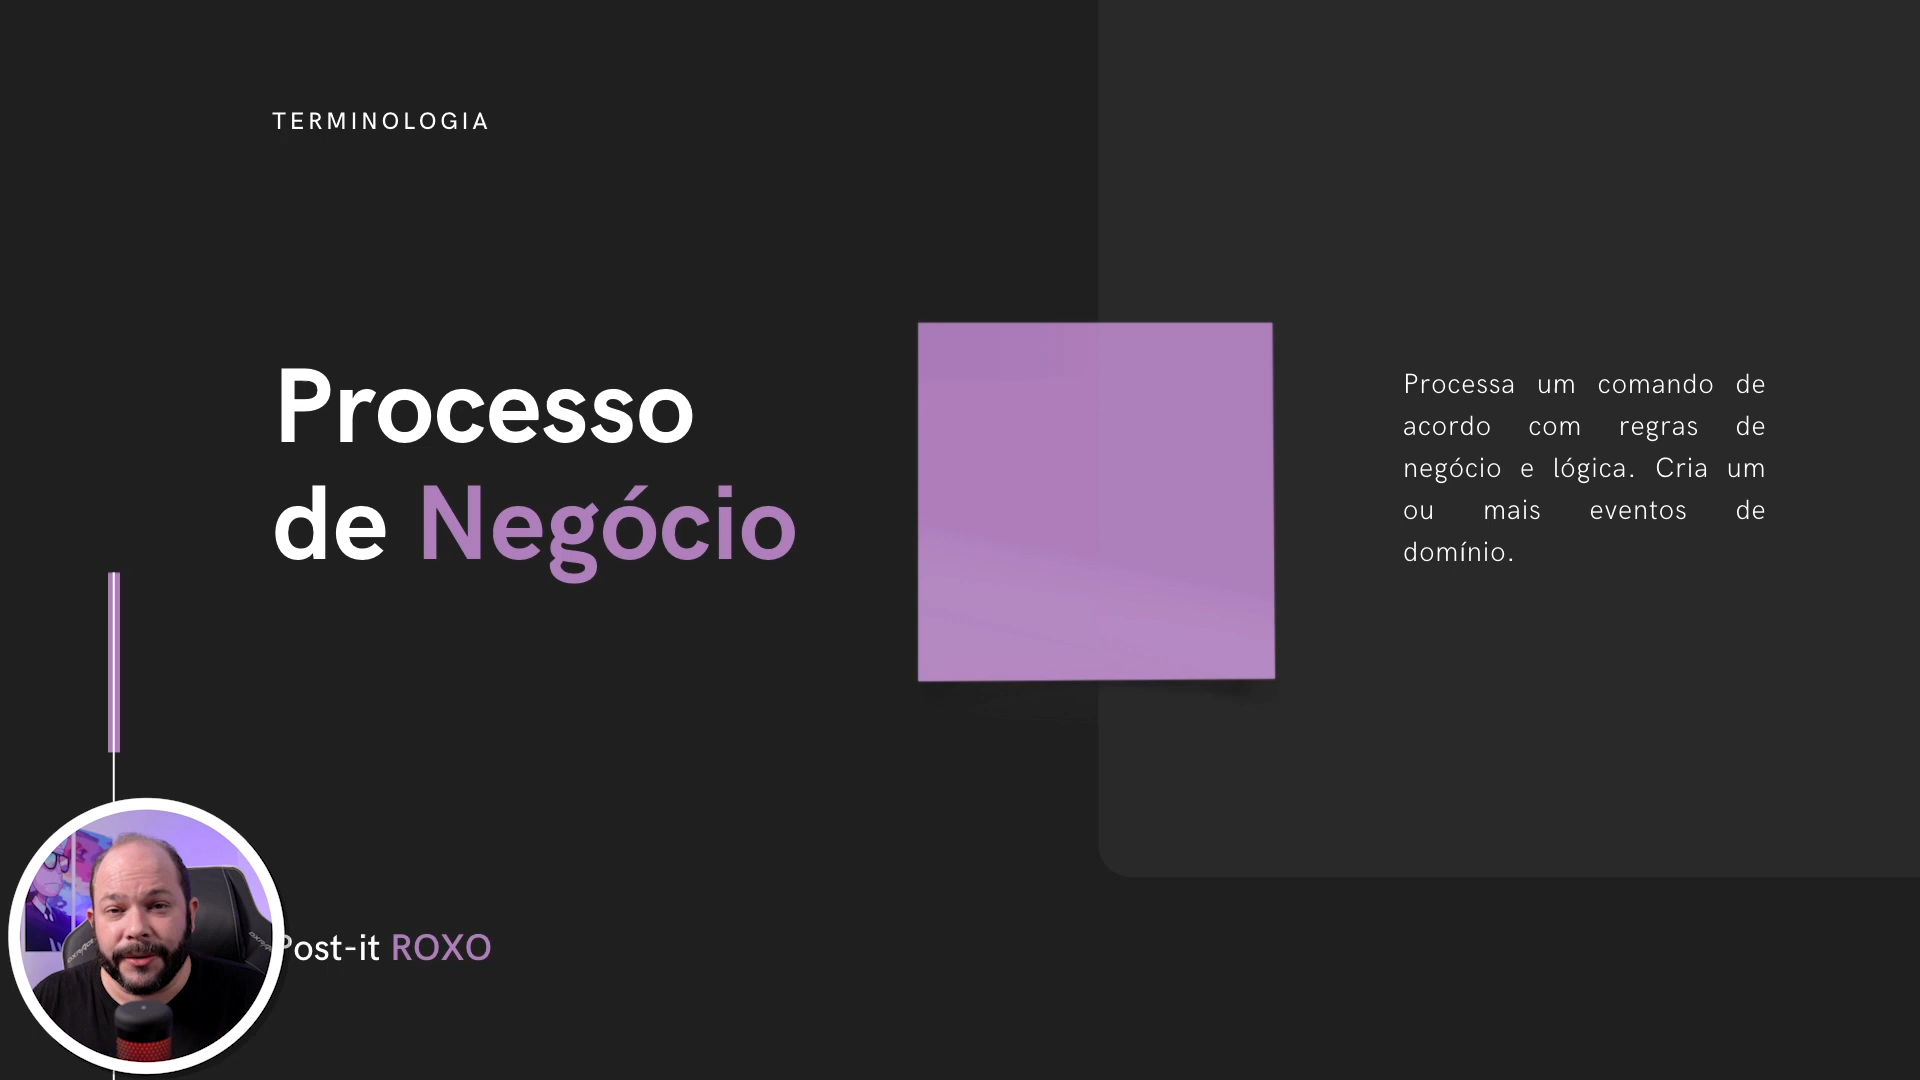 TERMINOLOGIA
Processo
de Negócio
Processa um comando de
acordo com regras de
negócio e lógica. Cria um
ou mais eventos de
domínio.
Post-it ROXO